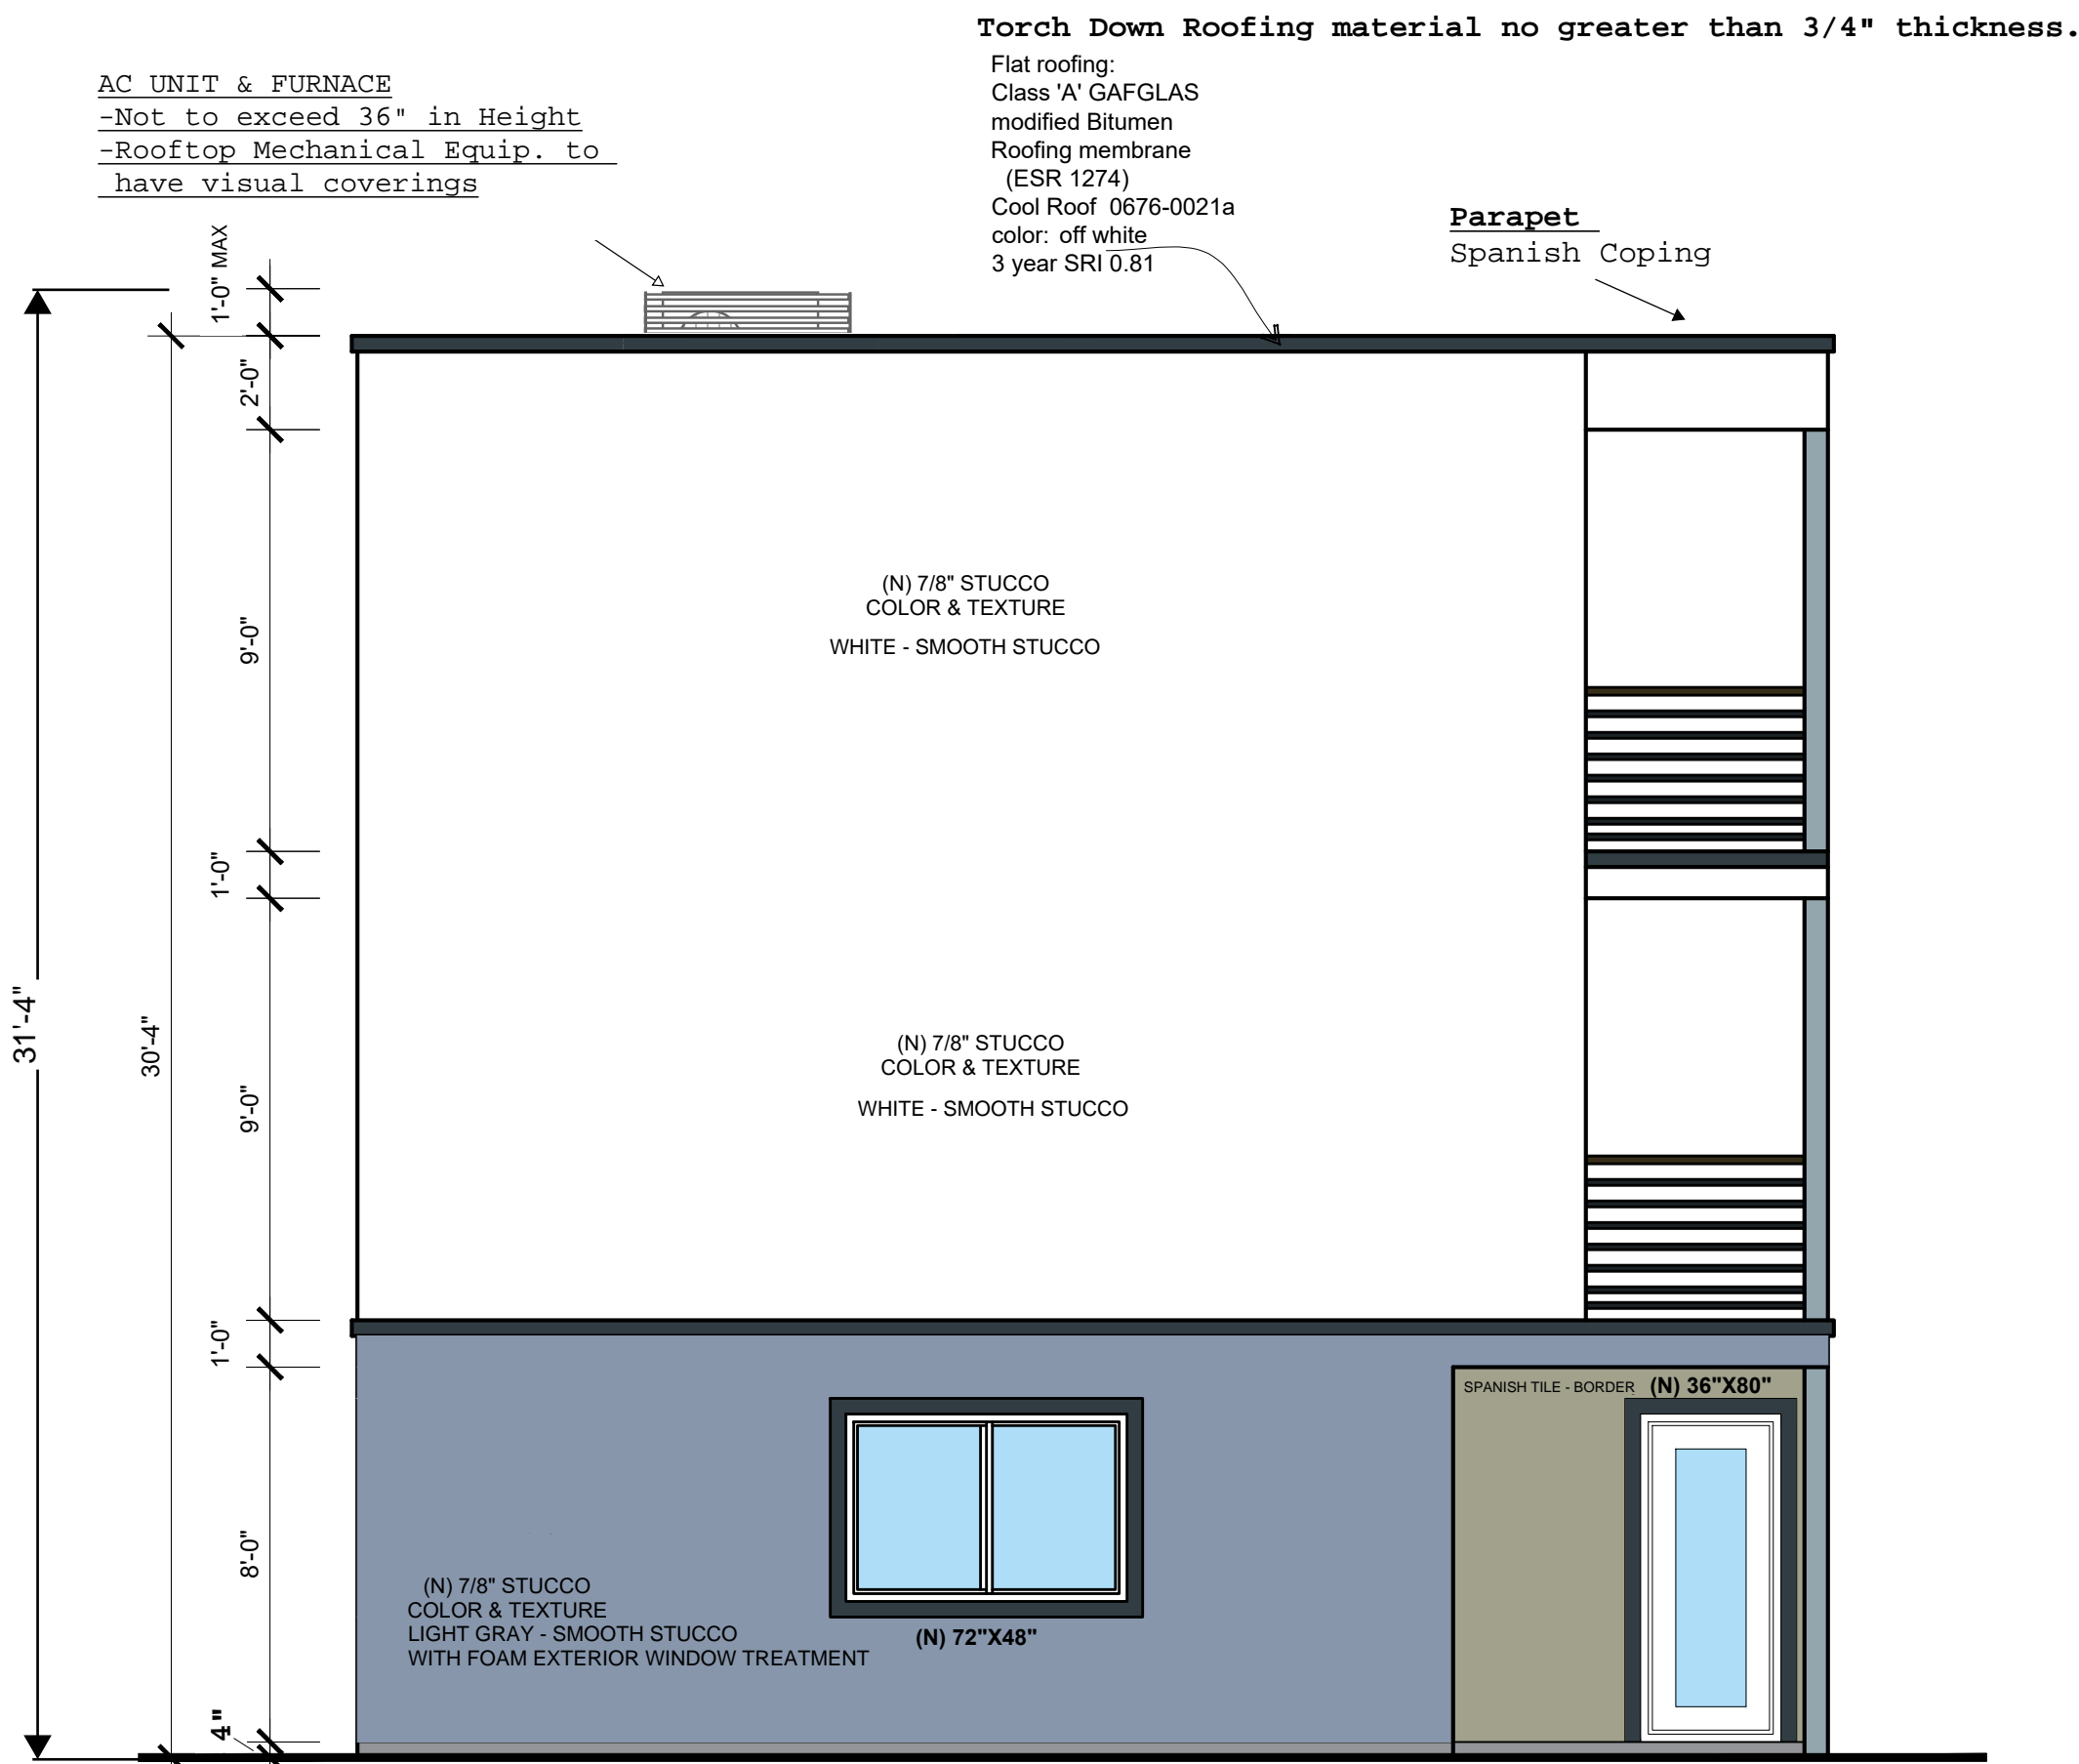 Torch Down Roofing material no greater than 3/4" thickness.
AC UNIT & FURNACE
-Not to exceed 36" in Height
-Rooftop Mechanical Equip. to
have visual coverings
Flat roofing:
Class 'A' GAFGLAS
modified Bitumen
Roofing membrane
(ESR 1274)
Cool Roof 0676-0021a
color: off white
3 year SRI 0.81
Parapet
Spanish Coping
1'-0" MAX
2'-0"
9'-0"
1'-0"
9'-0"
1'-0"
8'-0"
4"
30'-4"
31'-4"
(N) 7/8" STUCCO
COLOR & TEXTURE
WHITE - SMOOTH STUCCO
(N) 7/8" STUCCO
COLOR & TEXTURE
WHITE - SMOOTH STUCCO
SPANISH TILE - BORDER
(N) 36"X80"
(N) 7/8" STUCCO
COLOR & TEXTURE
LIGHT GRAY - SMOOTH STUCCO
WITH FOAM EXTERIOR WINDOW TREATMENT
(N) 72"X48"